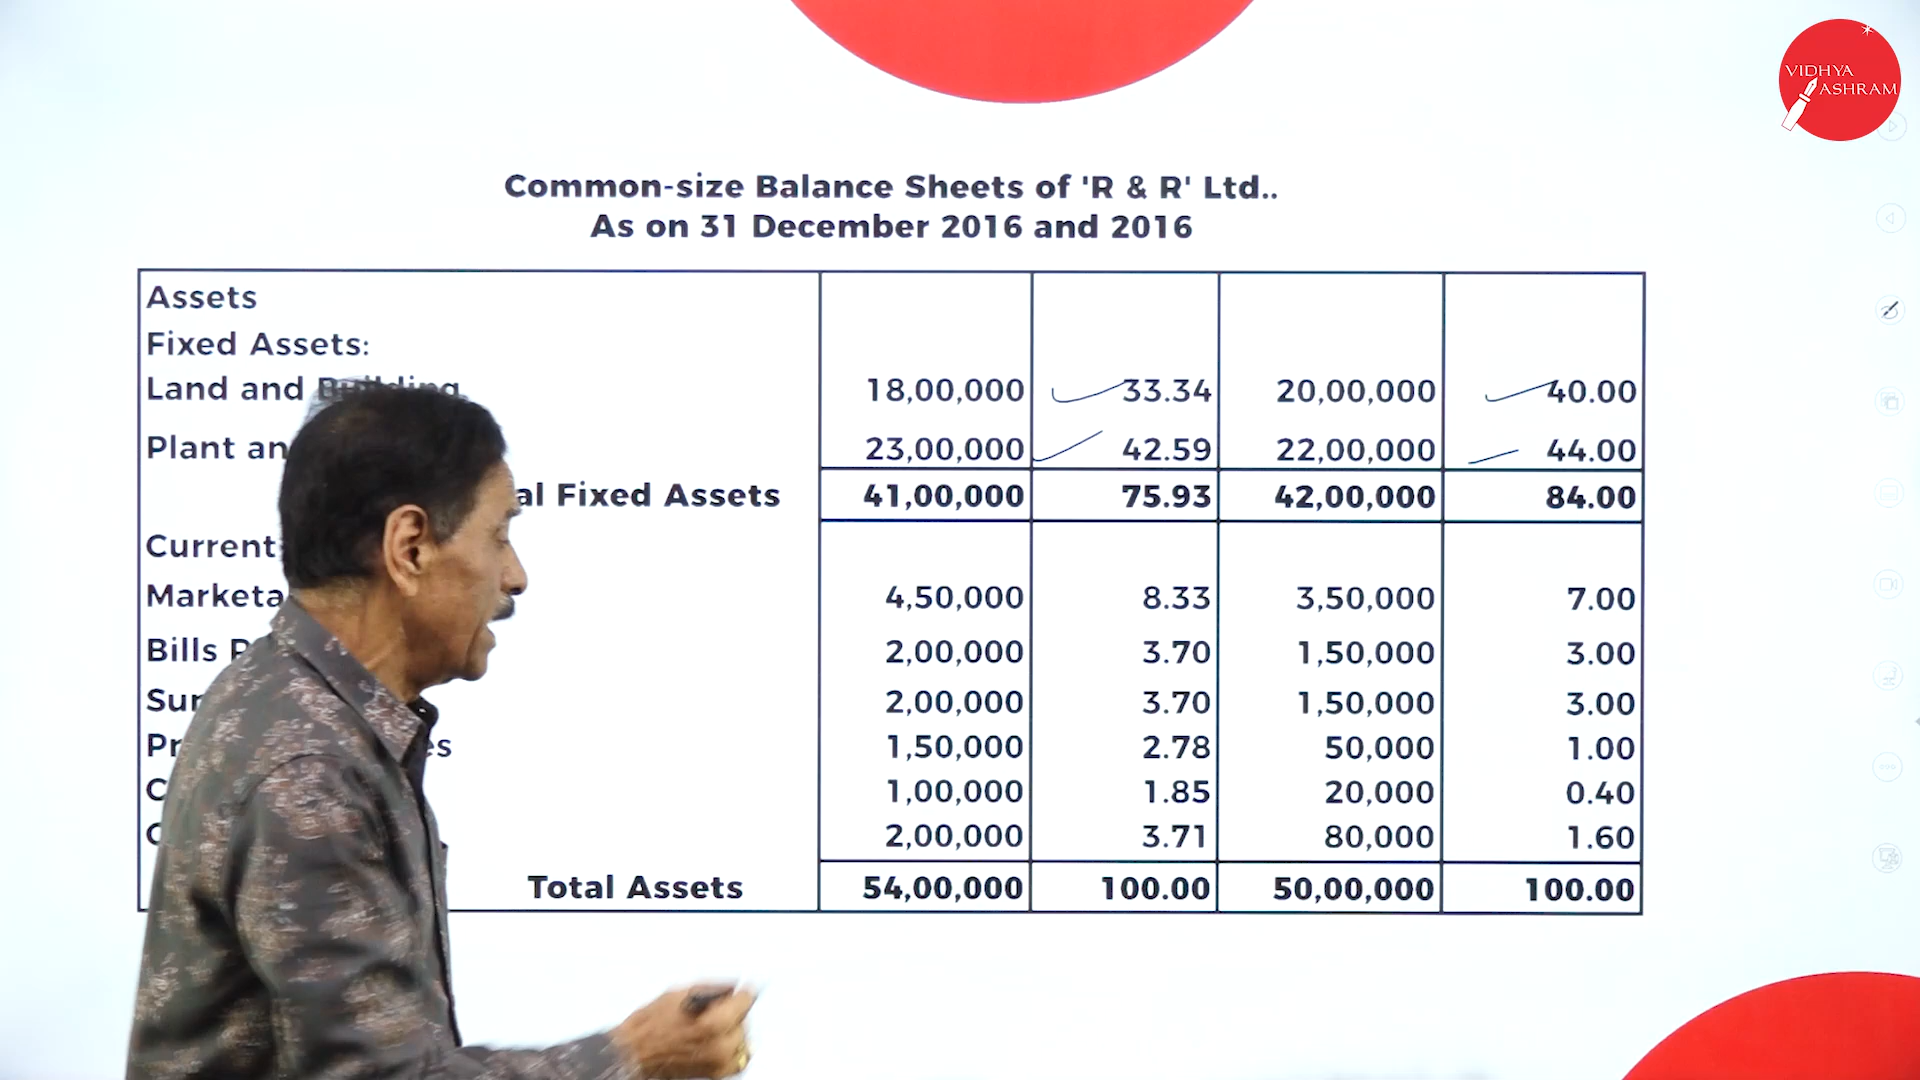 VIDHYA
ASHRAM
Common-size Balance Sheets of 'R & R' Ltd..
As on 31 December 2016 and 2016
Assets
Fixed Assets:
Land and Building 18,00,000 33.34 20,00,000 40.00
Plant 23,00,000 42.59 22,00,000 44.00
Fixed Assets 41,00,000 75.93 42,00,000 84.00
Current
4,50,000 8.33 3,50,000 7.00
Bills 2,00,000 3.70 1,50,000 3.00
2,00,000 3.70 1,50,000 3.00
1,50,000 2.78 50,000 1.00
1,00,000 1.85 20,000 0.40
2,00,000 3.71 80,000 1.60
Total Assets 54,00,000 100.00 50,00,000 100.00